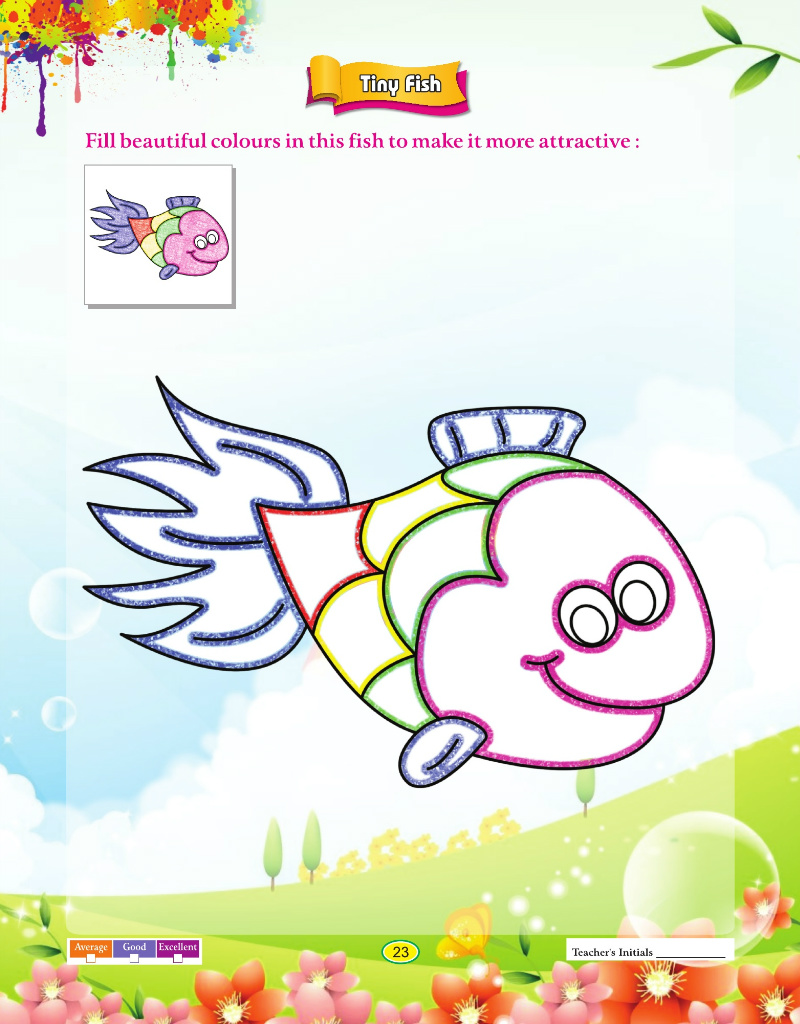 Tiny Fish
Fill beautiful colours in this fish to make it more attractive :
Average Good Excellent
23
Teacher's Initials